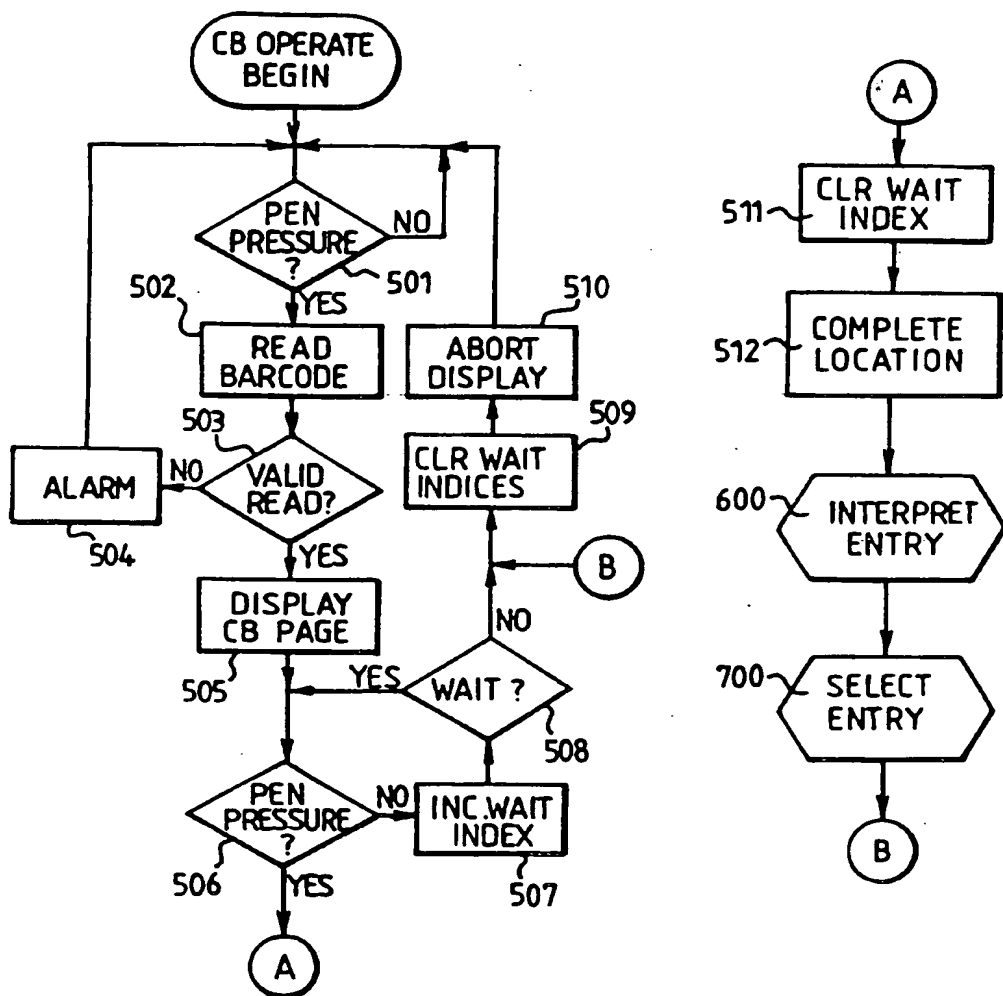 CB OPERATE
BEGIN
PEN
PRESSURE
?
NO
501
YES
502
READ
BARCODE
503
VALID
READ?
NO
ALARM
504
YES
DISPLAY
CB PAGE
505
PEN
PRESSURE
?
506
NO
YES
A
INC.WAIT
INDEX
507
WAIT ?
508
YES
NO
B
CLR WAIT
INDICES
509
ABORT
DISPLAY
510
A
CLR WAIT
INDEX
511
COMPLETE
LOCATION
512
INTERPRET
ENTRY
600
SELECT
ENTRY
700
B